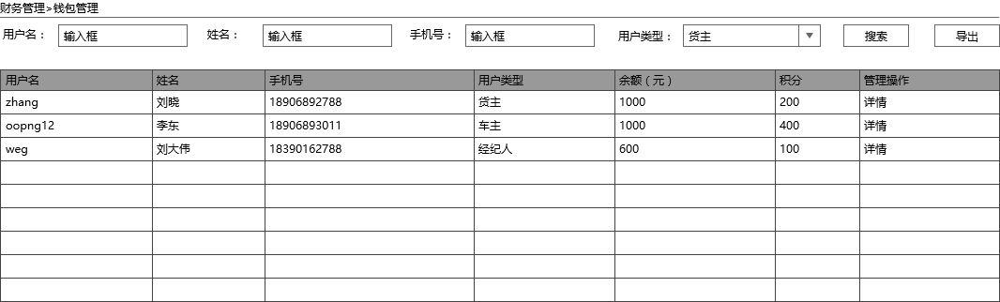 财务管理>钱包管理
用户名： 输入框 姓名： 输入框 手机号： 输入框 用户类型： 货主 搜索 导出
用户名 姓名 手机号 用户类型 余额（元） 积分 管理操作
zhang 刘晓 18906892788 货主 1000 200 详情
oopng12 李东 18906893011 车主 1000 400 详情
weg 刘大伟 18390162788 经纪人 600 100 详情